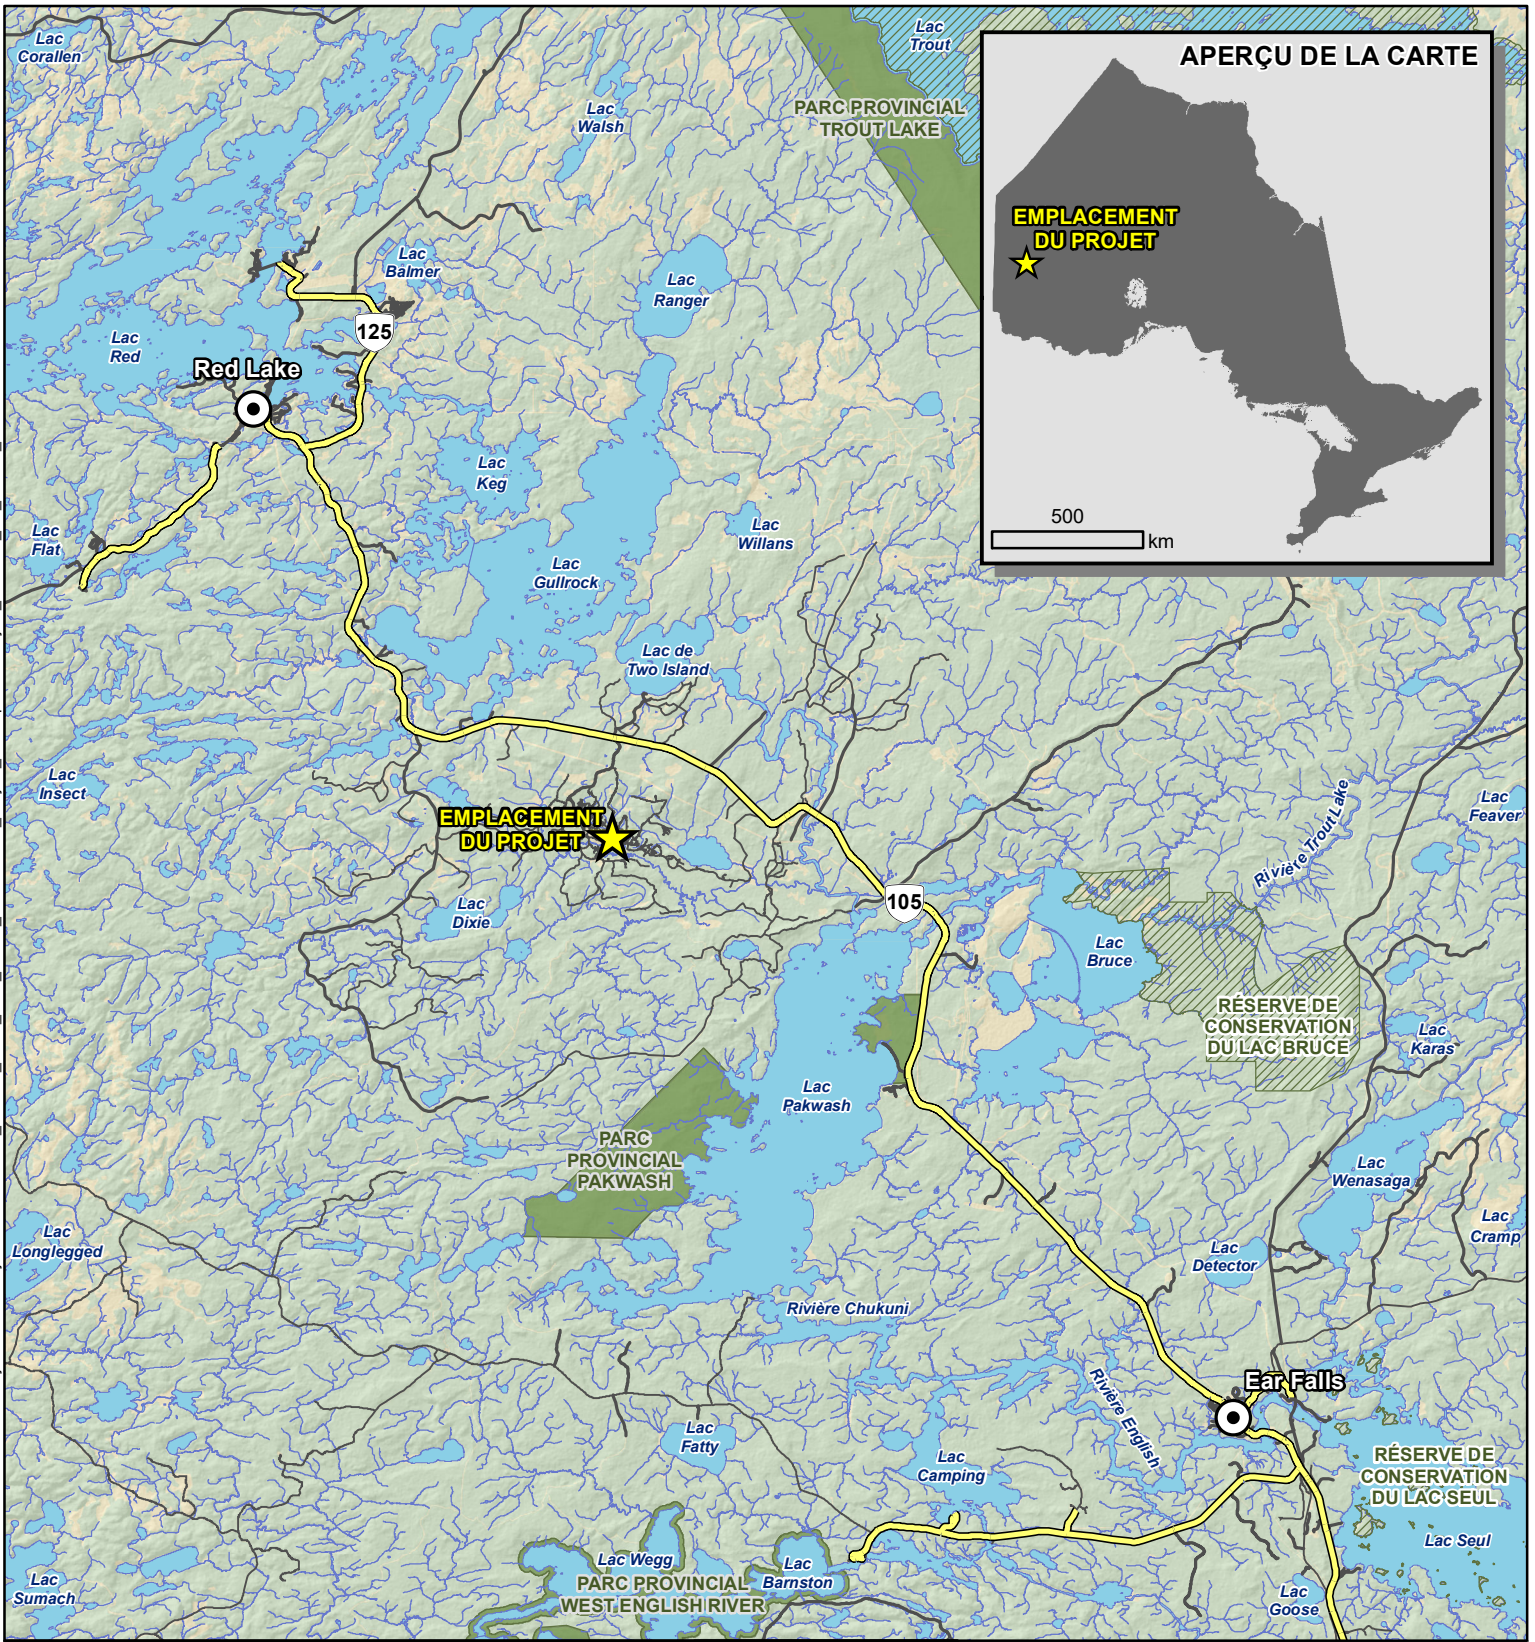 Lac
Corallen
Lac
Trout
APERÇU DE LA CARTE
Lac
Walsh
PARC PROVINCIAL
TROUT LAKE
EMPLACEMENT
DU PROJET
500
km
Lac
Balmer
Lac
Ranger
125
Lac
Red
Red Lake
Lac
Keg
Lac
Flat
Lac
Willans
Lac
Gullrock
Lac de
Two Island
Lac
Insect
EMPLACEMENT
DU PROJET
Rivière Trout Lake
Lac
Feaver
Lac
Dixie
105
Lac
Bruce
RÉSERVE DE
CONSERVATION
DU LAC BRUCE
Lac
Karas
Lac
Pakwash
PARC
PROVINCIAL
PAKWASH
Lac
Wenasaga
Lac
Longlegged
Lac
Cramp
Lac
Detector
Rivière Chukuni
Rivière English
Ear Falls
Lac
Fatty
Lac
Camping
RÉSERVE DE
CONSERVATION
DU LAC SEUL
Lac Seul
Lac Wegg
Lac
Barnston
PARC PROVINCIAL
WEST ENGLISH RIVER
Lac
Sumach
Lac
Goose